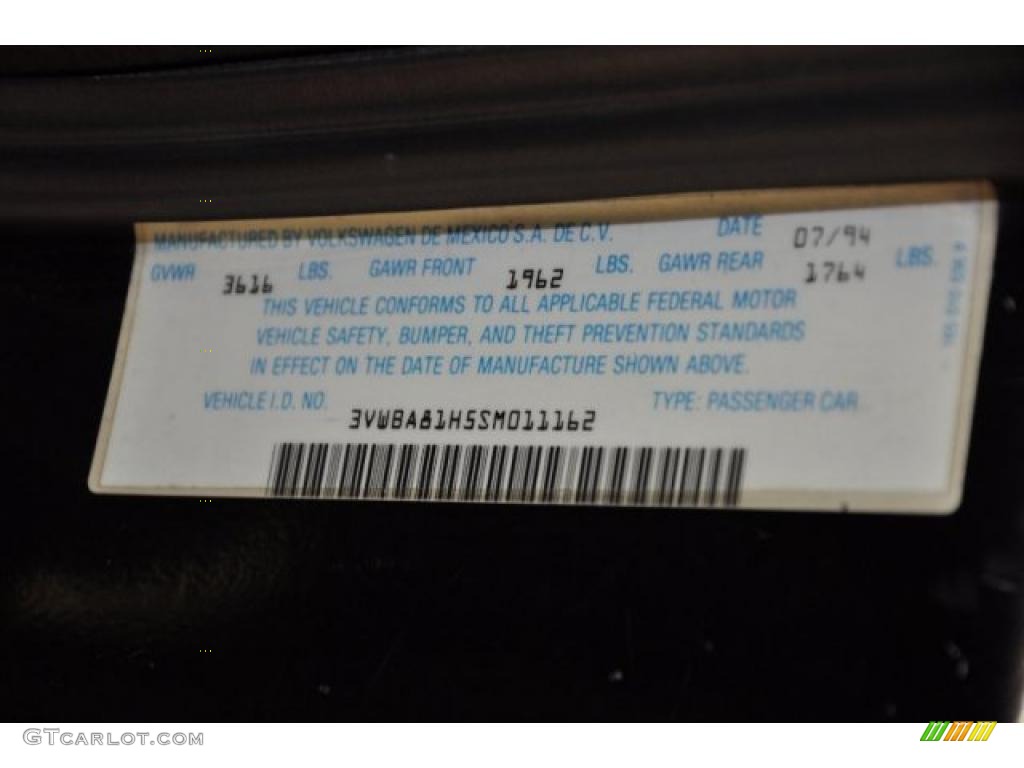 MANUFACTURED BY VOLKSWAGEN DE MEXICO S.A. DE C.V. DATE 07/94
GVWR 3616 LBS. GAWR FRONT 1962 LBS. GAWR REAR 1764 LBS.
THIS VEHICLE CONFORMS TO ALL APPLICABLE FEDERAL MOTOR
VEHICLE SAFETY, BUMPER, AND THEFT PREVENTION STANDARDS
IN EFFECT ON THE DATE OF MANUFACTURE SHOWN ABOVE.
VEHICLE I.D. NO. 3VWBA81H5SM011162 TYPE: PASSENGER CAR
GTCARLOT.COM